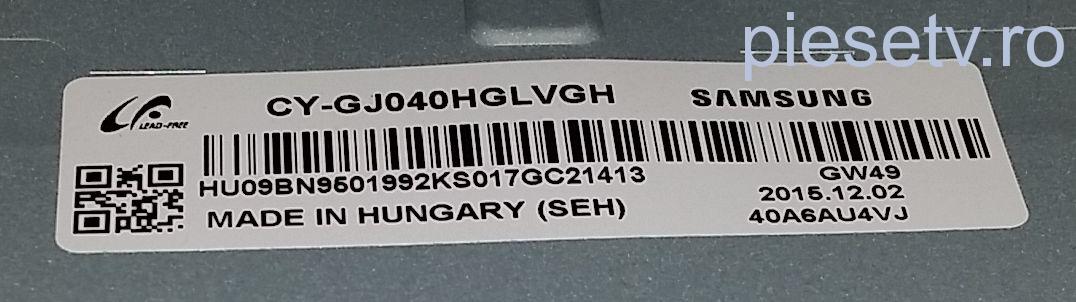 piesetv.ro
CY-GJ040HGLVGH
SAMSUNG
LEAD-FREE
HU09BN9501992KS017GC21413
GW49
2015.12.02
MADE IN HUNGARY (SEH)
40A6AU4VJ